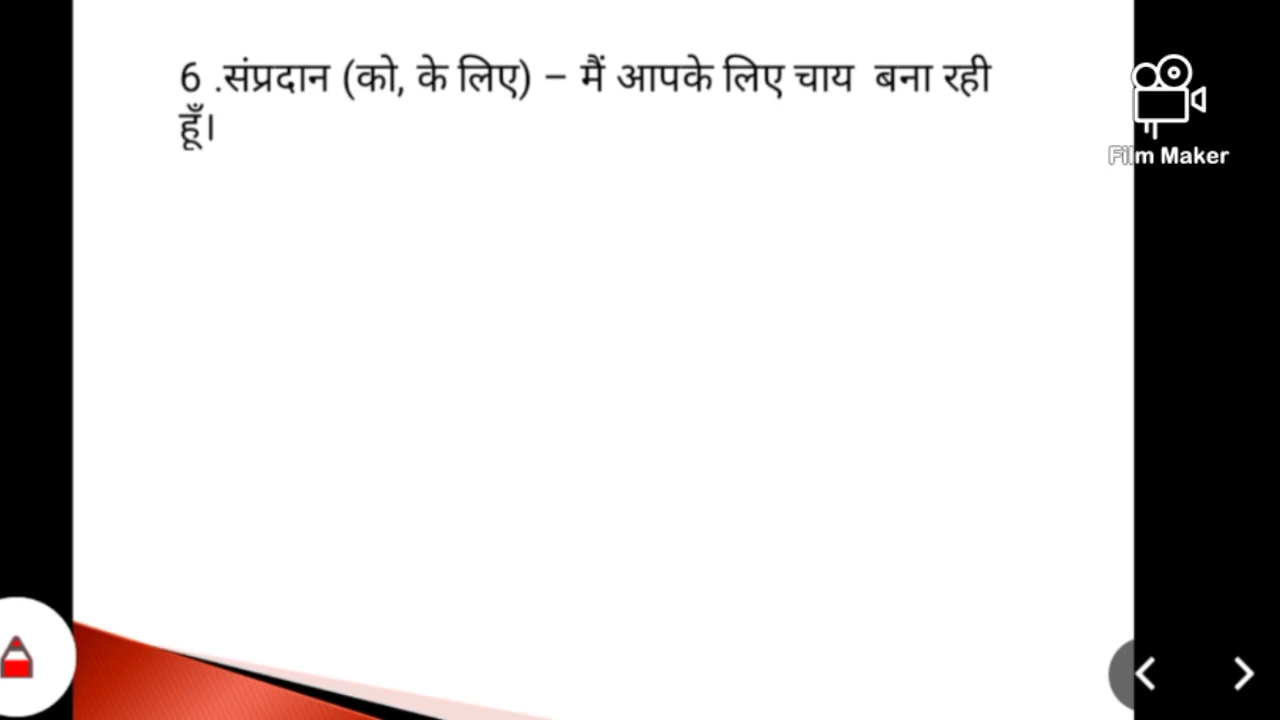 6 .संप्रदान (को, के लिए) – मैं आपके लिए चाय  बना रही
हूँ।
Film Maker